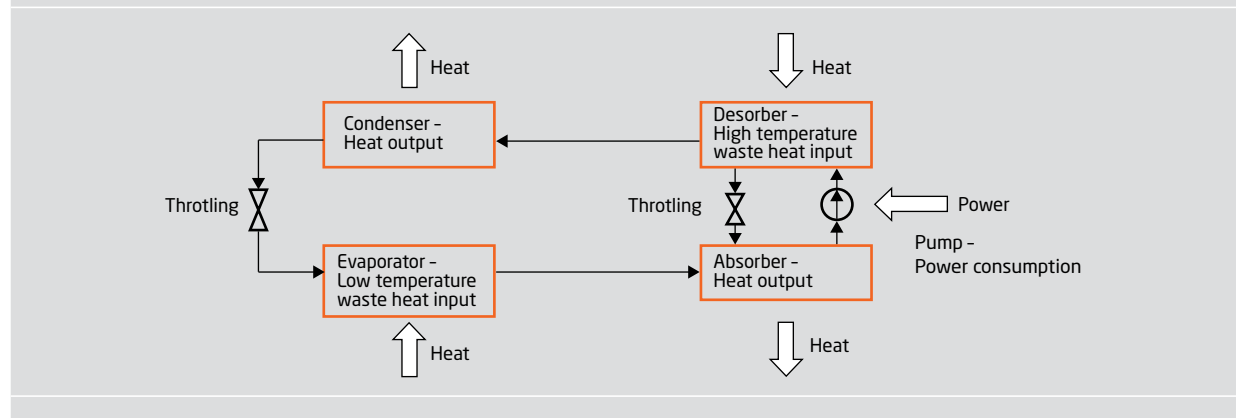 Heat
Heat
Condenser –
Heat output
Desorber –
High temperature
waste heat input
Throtling
Throtling
Power
Pump –
Power consumption
Evaporator –
Low temperature
waste heat input
Absorber –
Heat output
Heat
Heat